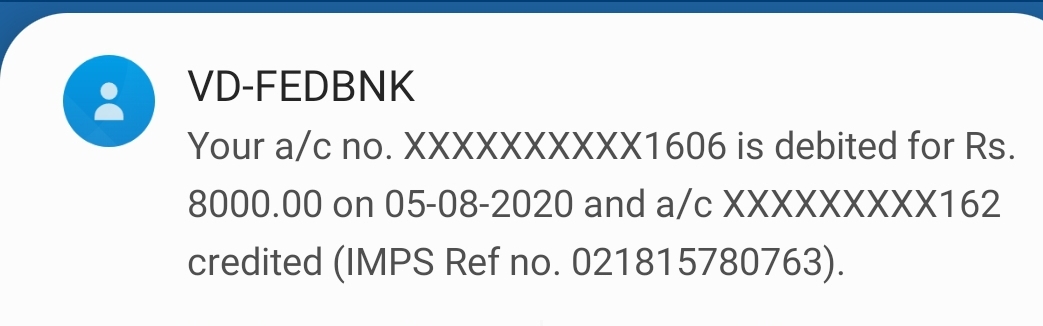 VD-FEDBNK
Your a/c no. XXXXXXXXXX1606 is debited for Rs.
8000.00 on 05-08-2020 and a/c XXXXXXXXX162
credited (IMPS Ref no. 021815780763).